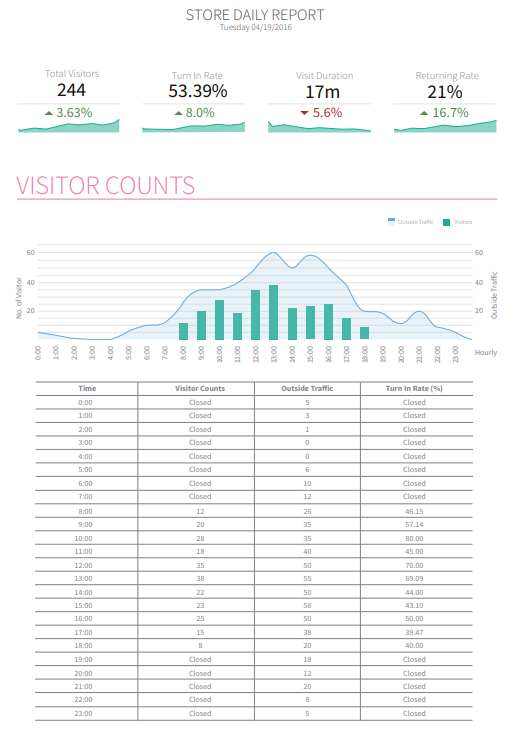 STORE DAILY REPORT
Tuesday 04/19/2016
Total Visitors Turn In Rate Visit Duration Returning Rate
244 53.39% 17m 21%
3.63% 8.0% 5.6% 16.7%
VISITOR COUNTS
Outside Traffic Visitors
No. of Visitor
60
40
20
60
40
20
Outside Traffic
0:00 1:00 2:00 3:00 4:00 5:00 6:00 7:00 8:00 9:00 10:00 11:00 12:00 13:00 14:00 15:00 16:00 17:00 18:00 19:00 20:00 21:00 22:00 23:00 Hourly
Time Visitor Counts Outside Traffic Turn In Rate (%)
0:00 Closed 5 Closed
1:00 Closed 3 Closed
2:00 Closed 1 Closed
3:00 Closed 0 Closed
4:00 Closed 0 Closed
5:00 Closed 6 Closed
6:00 Closed 10 Closed
7:00 Closed 12 Closed
8:00 12 26 46.15
9:00 20 35 57.14
10:00 28 35 80.00
11:00 18 40 45.00
12:00 35 50 70.00
13:00 38 55 69.09
14:00 22 50 44.00
15:00 23 58 43.10
16:00 25 50 50.00
17:00 15 38 39.47
18:00 8 20 40.00
19:00 Closed 18 Closed
20:00 Closed 12 Closed
21:00 Closed 20 Closed
22:00 Closed 8 Closed
23:00 Closed 5 Closed